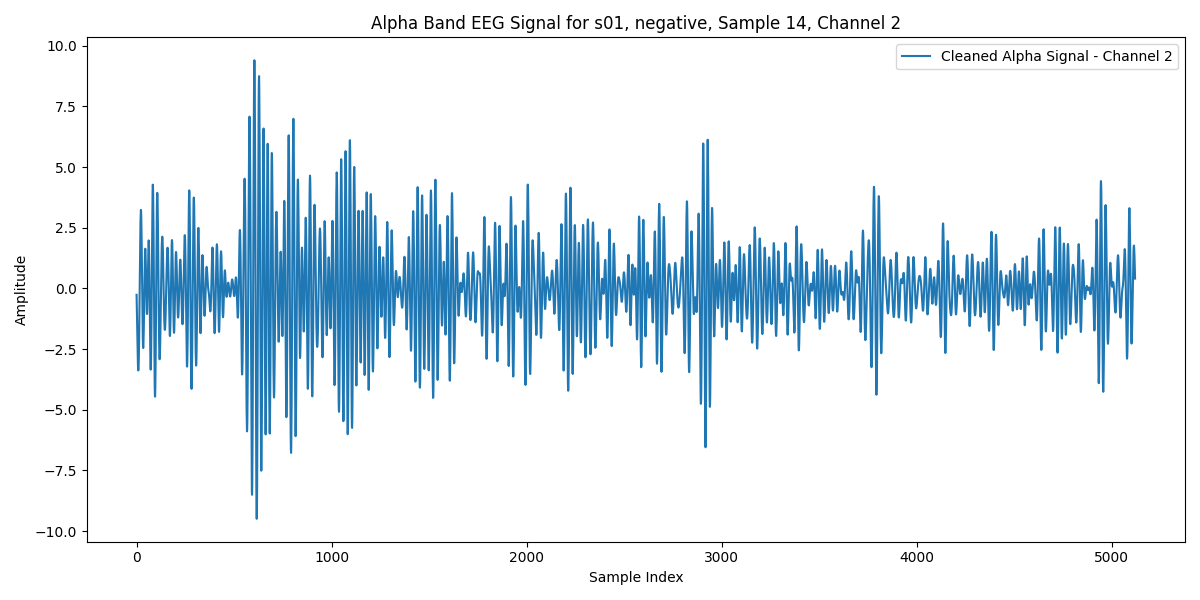 Alpha Band EEG Signal for s01, negative, Sample 14, Channel 2
Cleaned Alpha Signal - Channel 2
10.0
7.5
5.0
2.5
0.0
−2.5
−5.0
−7.5
−10.0
Amplitude
0 1000 2000 3000 4000 5000
Sample Index